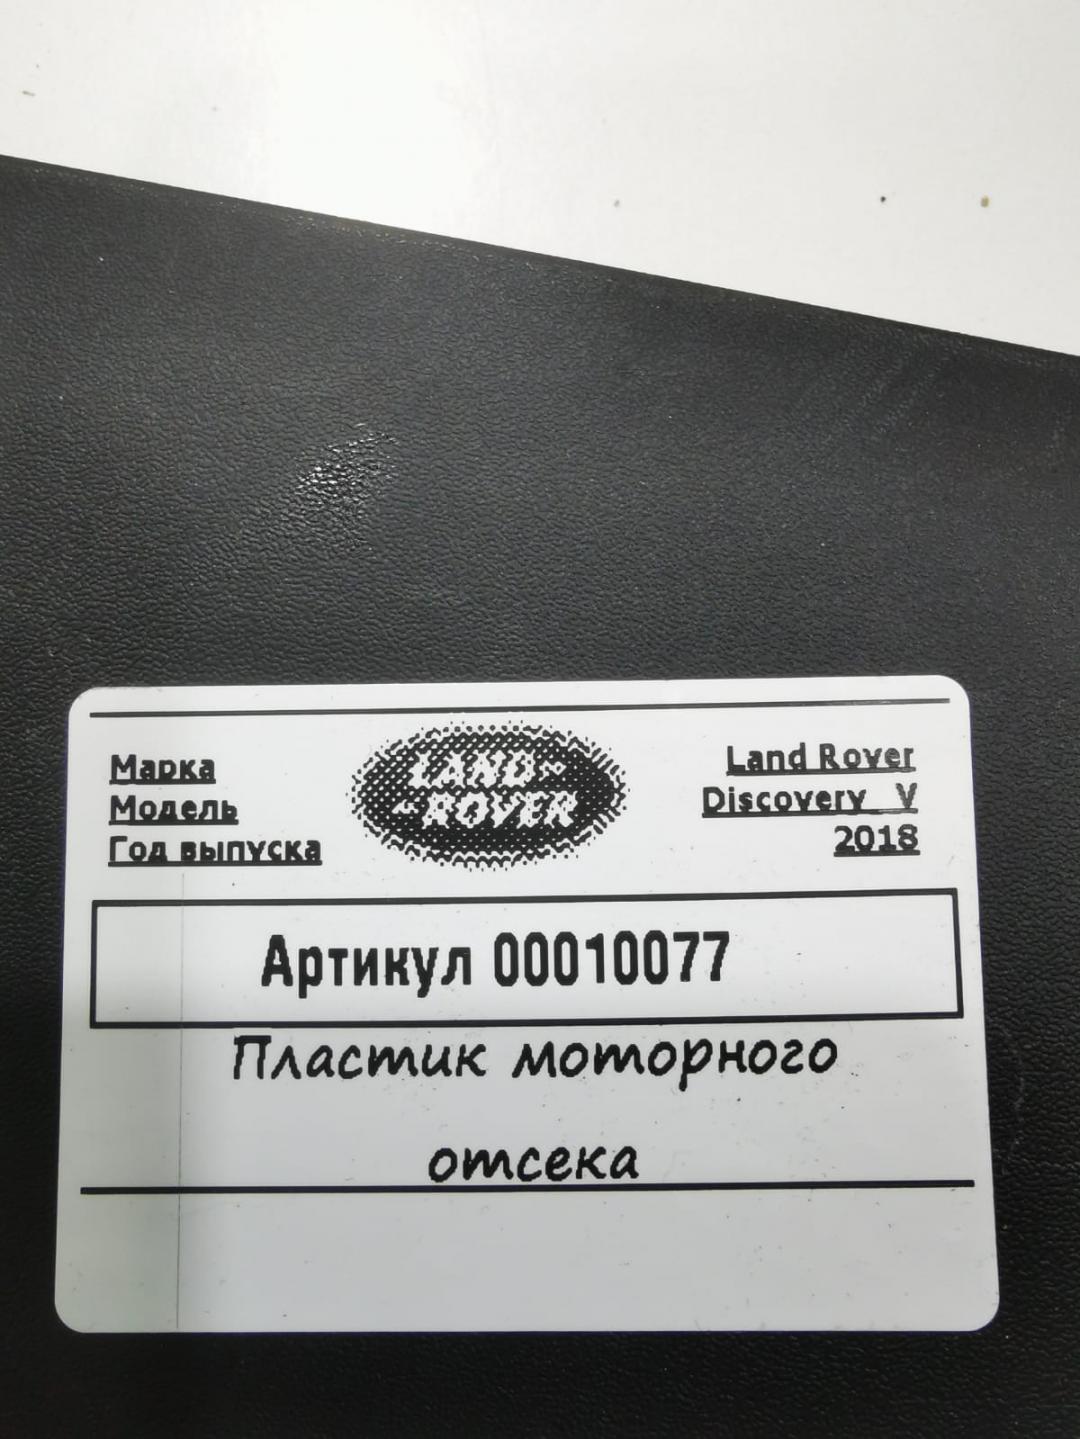 Марка
Модель
Год выпуска
LAND-
-ROVER
Land Rover
Discovery V
2018
Артикул 00010077
Пластик моторного
отсека